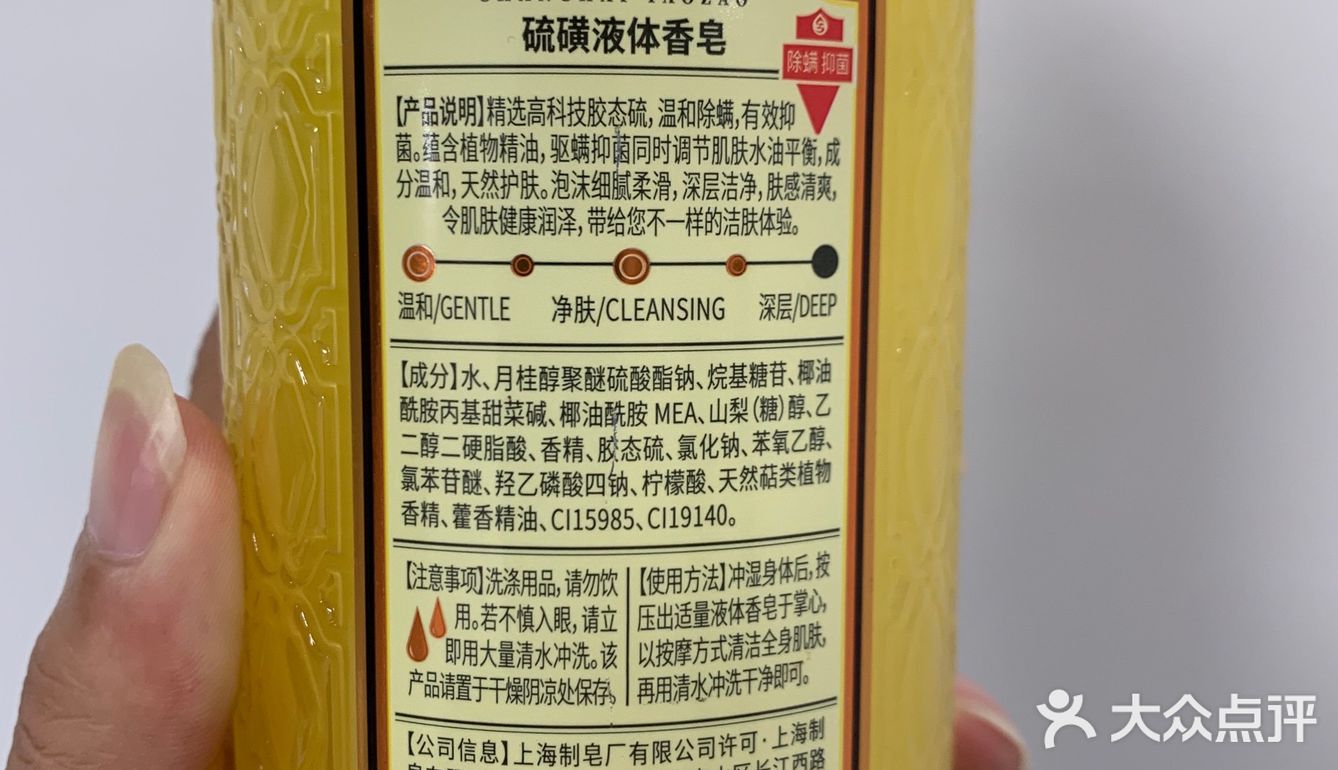 硫磺液体香皂
除螨 抑菌
【产品说明】精选高科技胶态硫,温和除螨,有效抑
菌。蕴含植物精油,驱螨抑菌同时调节肌肤水油平衡,成
分温和,天然护肤。泡沫细腻柔滑,深层洁净,肤感清爽,
令肌肤健康润泽,带给您不一样的洁肤体验。
温和/GENTLE 净肤/CLEANSING 深层/DEEP
【成分】水、月桂醇聚醚硫酸酯钠、烷基糖苷、椰油
酰胺丙基甜菜碱、椰油酰胺 MEA、山梨(糖)醇、乙
二醇二硬脂酸、香精、胶态硫、氯化钠、苯氧乙醇、
氯苯苷醚、羟乙磷酸四钠、柠檬酸、天然萜类植物
香精、藿香精油、CI15985、CI19140。
【注意事项】洗涤用品,请勿饮
用。若不慎入眼,请立
即用大量清水冲洗。该
产品请置于干燥阴凉处保存。
【使用方法】冲湿身体后,按
压出适量液体香皂于掌心,
以按摩方式清洁全身肌肤,
再用清水冲洗干净即可。
【公司信息】上海制皂厂有限公司许可·上海制
区长江西路
大众点评